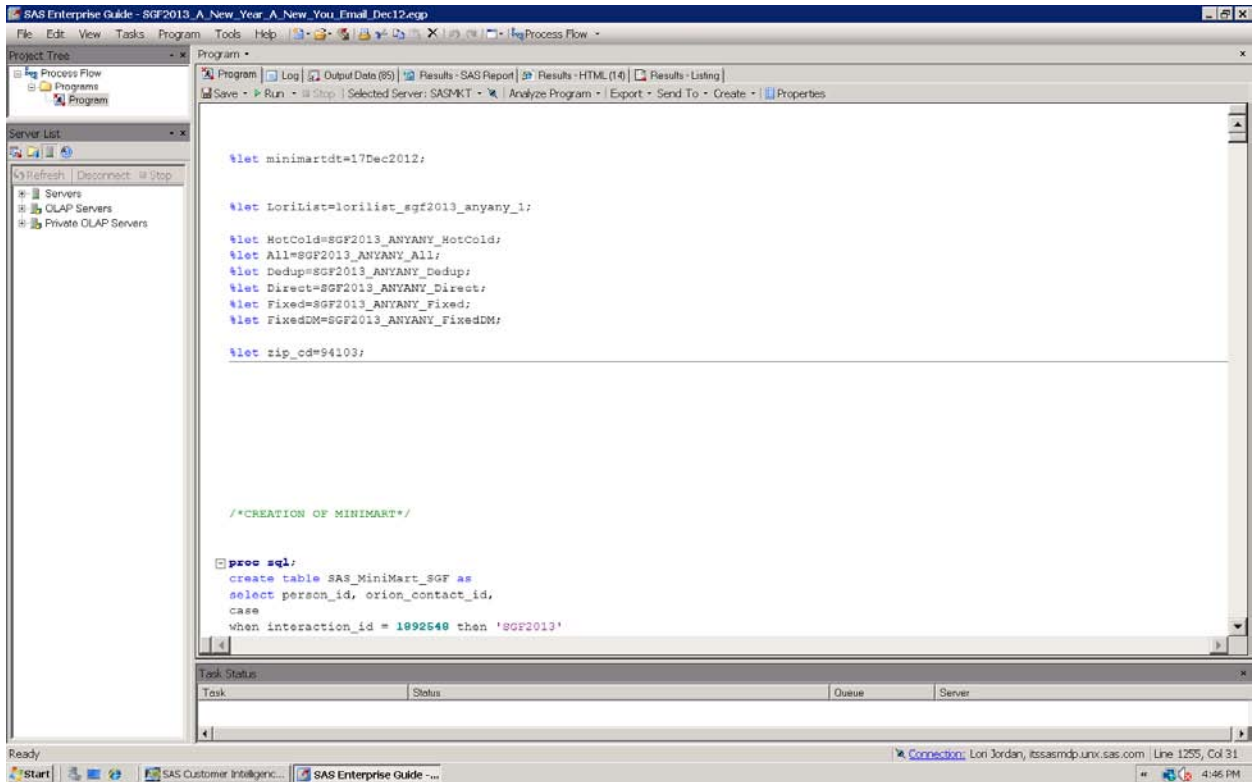 SAS Enterprise Guide - SGF2013_A_New_Year_A_New_You_Email_Dec12.egp
File Edit View Tasks Program Tools Help Process Flow
Project Tree
Program
Process Flow
Programs
Program
Program Log Output Data (85) Results - SAS Report Results - HTML (14) Results - Listing
Save Run Stop Selected Server: SASMKT Analyze Program Export Send To Create Properties
Server List
Refresh Disconnect Stop
Servers
OLAP Servers
Private OLAP Servers
%let minimartdt=17Dec2012;
%let LoriList=lorilist_sgf2013_anyany_1;
%let HotCold=SGF2013_ANYANY_HotCold;
%let All=SGF2013_ANYANY_All;
%let Dedup=SGF2013_ANYANY_Dedup;
%let Direct=SGF2013_ANYANY_Direct;
%let Fixed=SGF2013_ANYANY_Fixed;
%let FixedDM=SGF2013_ANYANY_FixedDM;
%let zip_cd=94103;
/*CREATION OF MINIMART*/
proc sql;
create table SAS_MiniMart_SGF as
select person_id, orion_contact_id,
case
when interaction_id = 1892548 then 'SGF2013'
Task Status
Task Status Queue Server
Ready
Connection: Lori Jordan, itssasmdp.unx.sas.com Line 1255, Col 31
Start SAS Customer Intelligenc... SAS Enterprise Guide -... 4:46 PM